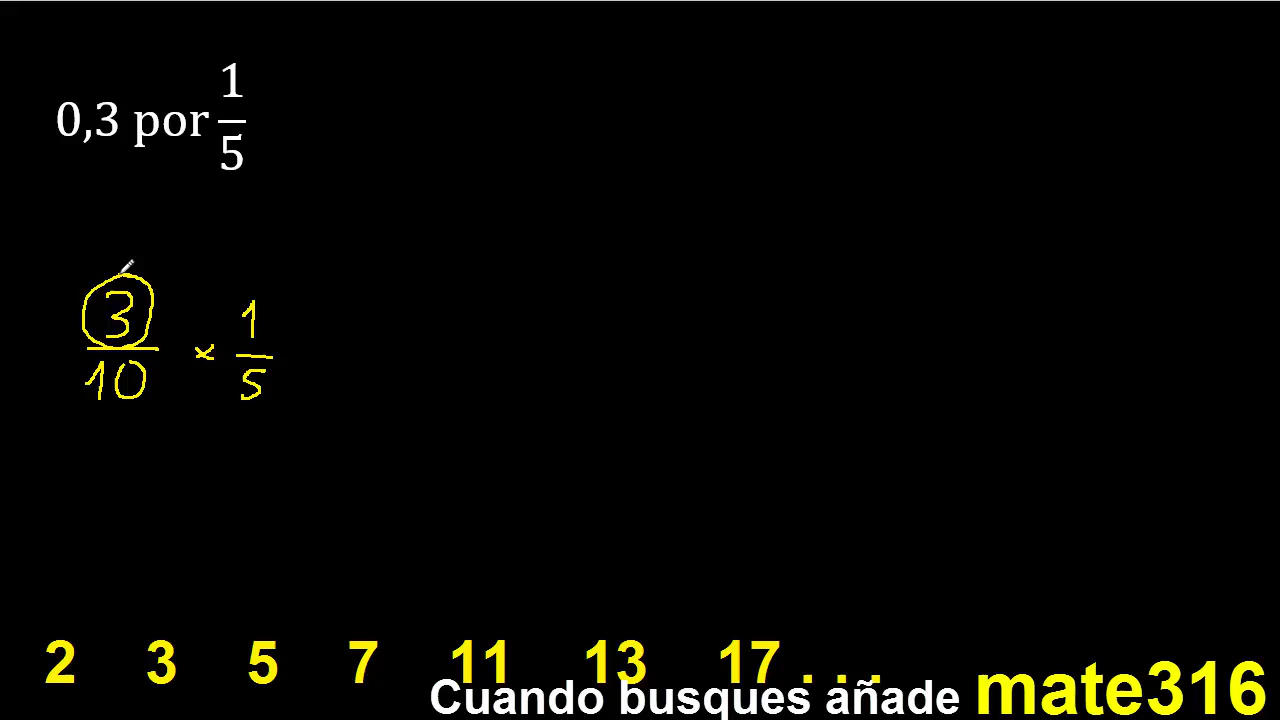 0,3 por 1/5
3/10 × 1/5
2 3 5 7 11 13 17 . . .
Cuando busques añade mate316